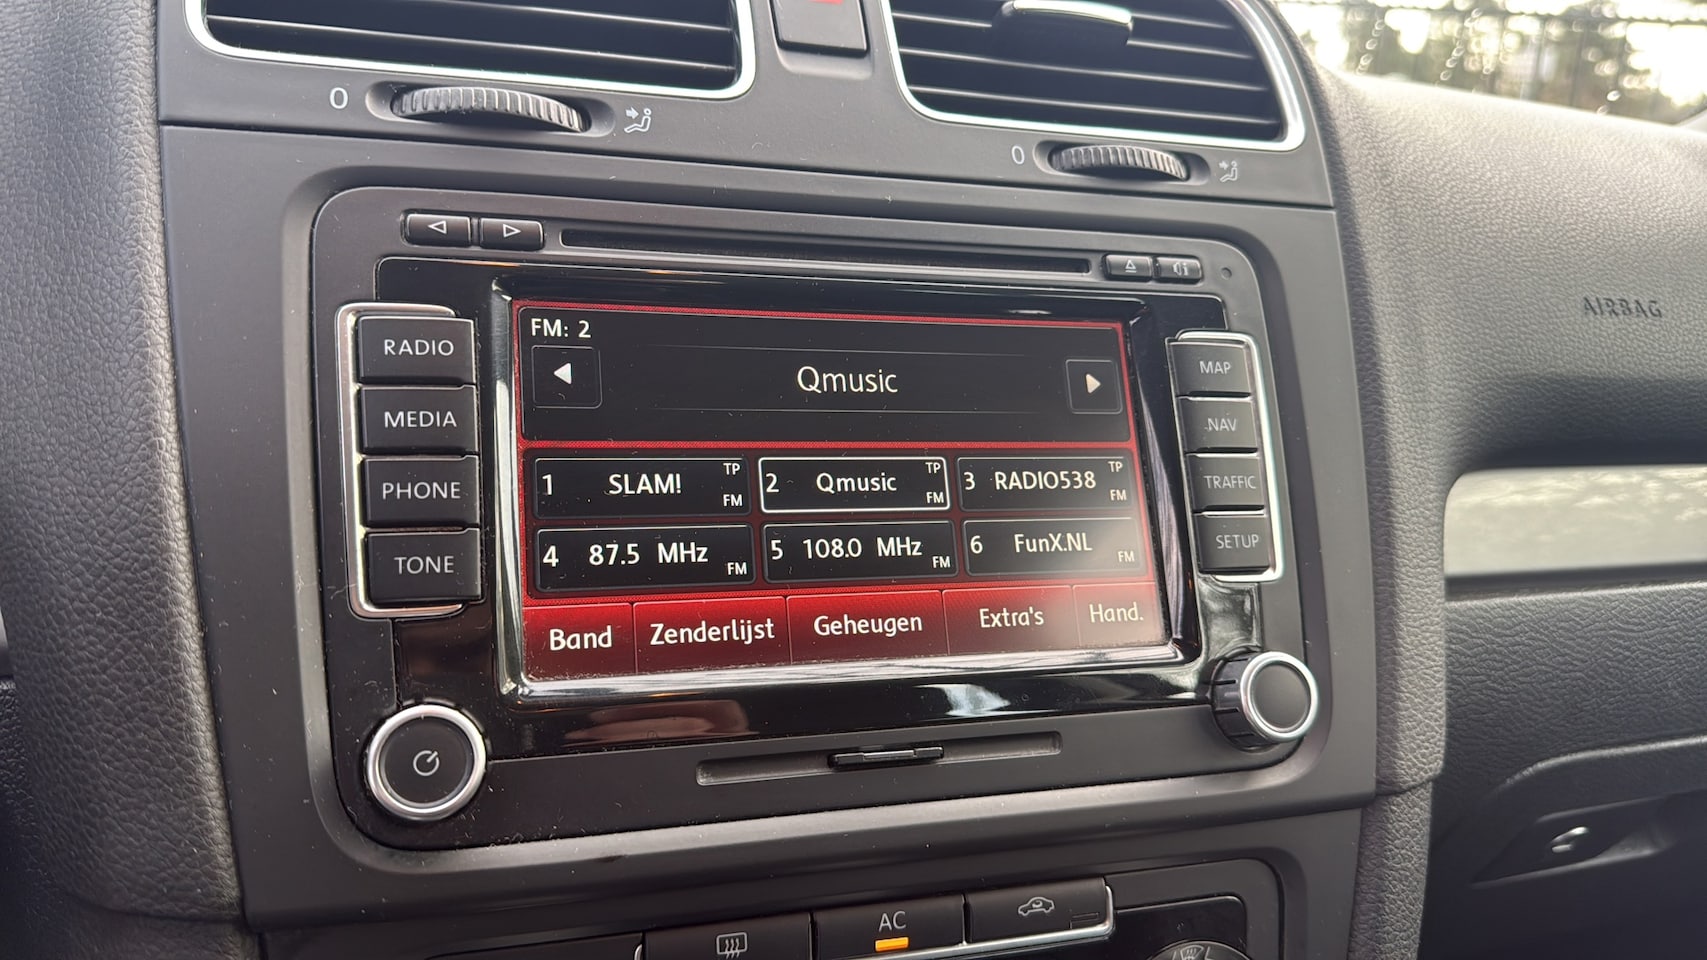 0
0
AIRBAG
RADIO
MEDIA
PHONE
TONE
FM: 2
Qmusic
1 SLAM! TP FM
2 Qmusic TP FM
3 RADIO538 TP FM
4 87.5 MHz FM
5 108.0 MHz FM
6 FunX.NL FM
Band Zenderlijst Geheugen Extra's Hand.
MAP
NAV
TRAFFIC
SETUP
AC